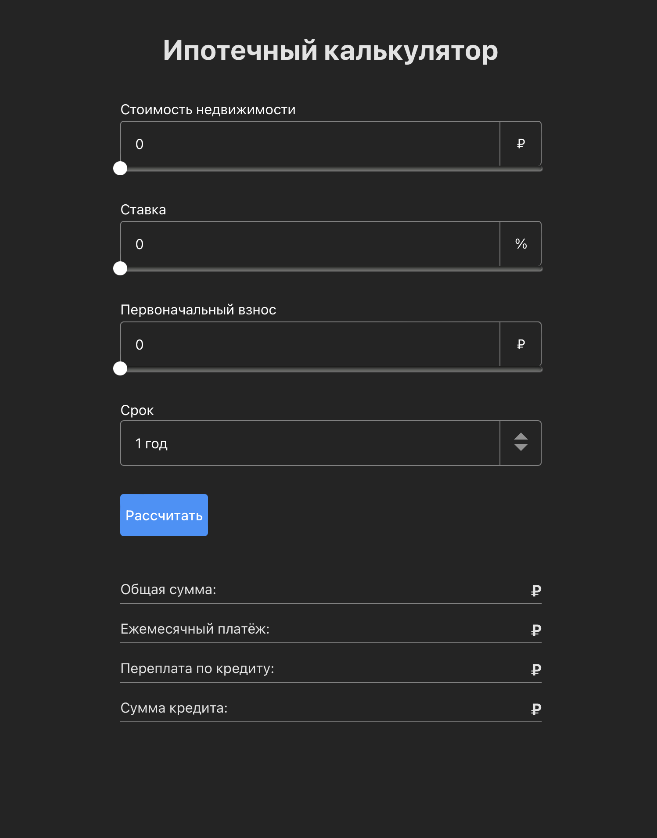 Ипотечный калькулятор
Стоимость недвижимости
0 ₽
Ставка
0 %
Первоначальный взнос
0 ₽
Срок
1 год
Рассчитать
Общая сумма: ₽
Ежемесячный платёж: ₽
Переплата по кредиту: ₽
Сумма кредита: ₽